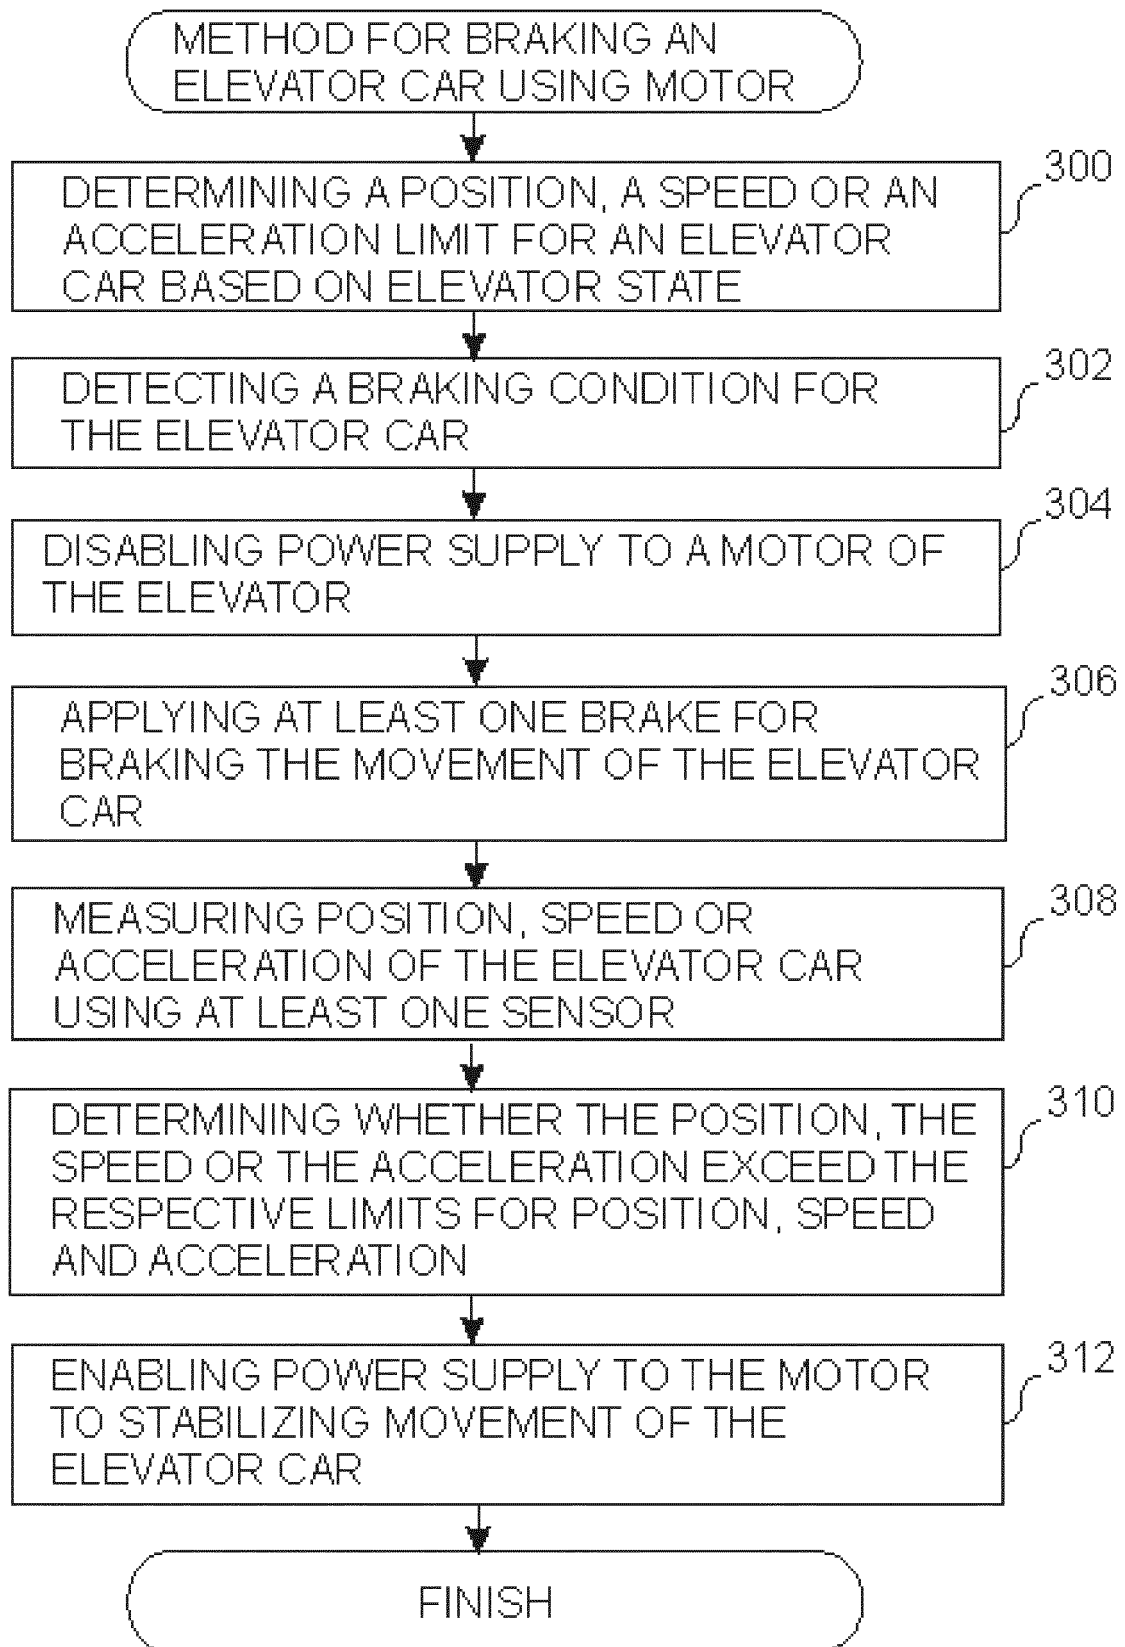 METHOD FOR BRAKING AN
ELEVATOR CAR USING MOTOR
300
DETERMINING A POSITION, A SPEED OR AN
ACCELERATION LIMIT FOR AN ELEVATOR
CAR BASED ON ELEVATOR STATE
302
DETECTING A BRAKING CONDITION FOR
THE ELEVATOR CAR
304
DISABLING POWER SUPPLY TO A MOTOR OF
THE ELEVATOR
306
APPLYING AT LEAST ONE BRAKE FOR
BRAKING THE MOVEMENT OF THE ELEVATOR
CAR
308
MEASURING POSITION, SPEED OR
ACCELERATION OF THE ELEVATOR CAR
USING AT LEAST ONE SENSOR
310
DETERMINING WHETHER THE POSITION, THE
SPEED OR THE ACCELERATION EXCEED THE
RESPECTIVE LIMITS FOR POSITION, SPEED
AND ACCELERATION
312
ENABLING POWER SUPPLY TO THE MOTOR
TO STABILIZING MOVEMENT OF THE
ELEVATOR CAR
FINISH